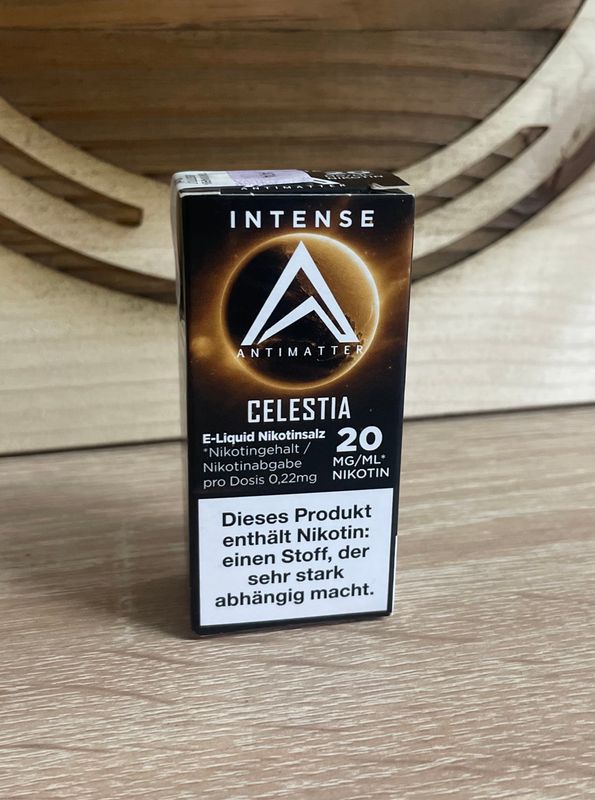 ANTIMATTER
NIKOTIN
INTENSE
ANTIMATTER
CELESTIA
E-Liquid Nikotinsalz
*Nikotingehalt /
Nikotinabgabe
pro Dosis 0,22mg
20
MG/ML*
NIKOTIN
Dieses Produkt
enthält Nikotin:
einen Stoff, der
sehr stark
abhängig macht.